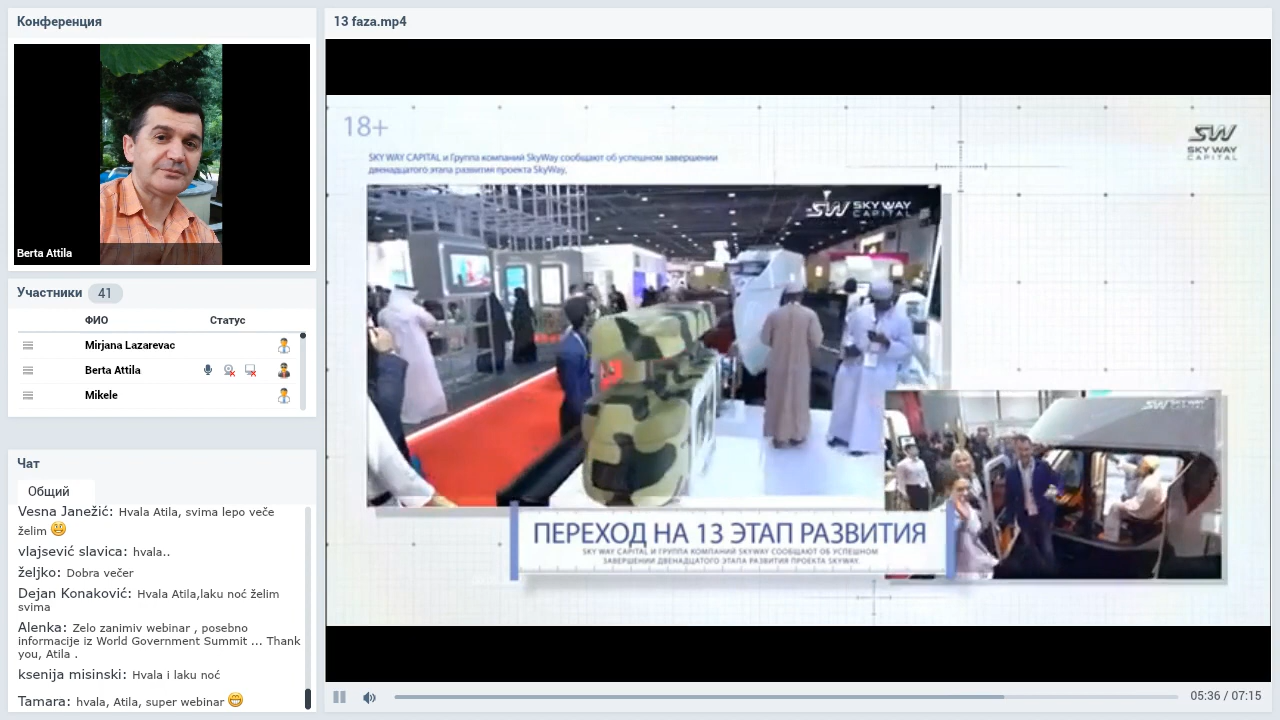 Конференция
Berta Attila
Участники 41
ФИО Статус
Mirjana Lazarevac
Berta Attila
Mikele
Чат
Общий
Vesna Janežić: Hvala Atila, svima lepo veče
želim
vlajsević slavica: hvala..
željko: Dobro večer
Dejan Konaković: Hvala Atila,laku noć želim
svima
Alenka: Zelo zanimiv webinar , posebno
informacije iz World Government Summit ... Thank
you, Atila .
ksenija misinski: Hvala i laku noć
Tamara: hvala, Atila, super webinar
13 faza.mp4
18+
SW
SKY WAY
CAPITAL
SKY WAY CAPITAL и Группа компаний SkyWay сообщают об успешном завершении
двенадцатого этапа развития проекта SkyWay.
SW SKY WAY
CAPITAL
SW SKY WAY
CAPITAL
ПЕРЕХОД НА 13 ЭТАП РАЗВИТИЯ
SKY WAY CAPITAL И ГРУППА КОМПАНИЙ SKYWAY СООБЩАЮТ ОБ УСПЕШНОМ
ЗАВЕРШЕНИИ ДВЕНАДЦАТОГО ЭТАПА РАЗВИТИЯ ПРОЕКТА SKYWAY.
05:36 / 07:15